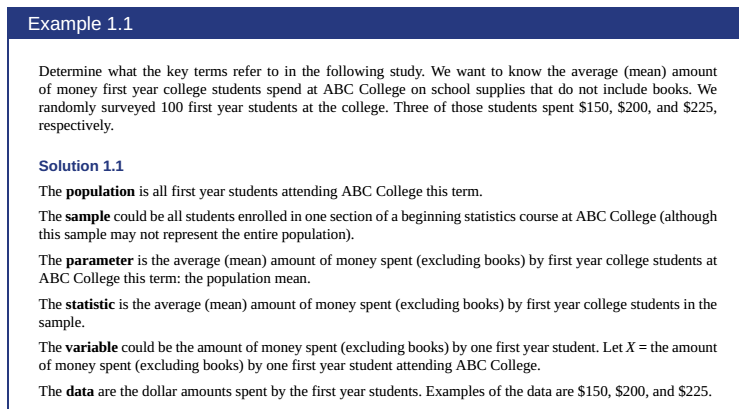 Example 1.1
Determine what the key terms refer to in the following study. We want to know the average (mean) amount
of money first year college students spend at ABC College on school supplies that do not include books. We
randomly surveyed 100 first year students at the college. Three of those students spent $150, $200, and $225,
respectively.
Solution 1.1
The population is all first year students attending ABC College this term.
The sample could be all students enrolled in one section of a beginning statistics course at ABC College (although
this sample may not represent the entire population).
The parameter is the average (mean) amount of money spent (excluding books) by first year college students at
ABC College this term: the population mean.
The statistic is the average (mean) amount of money spent (excluding books) by first year college students in the
sample.
The variable could be the amount of money spent (excluding books) by one first year student. Let X = the amount
of money spent (excluding books) by one first year student attending ABC College.
The data are the dollar amounts spent by the first year students. Examples of the data are $150, $200, and $225.